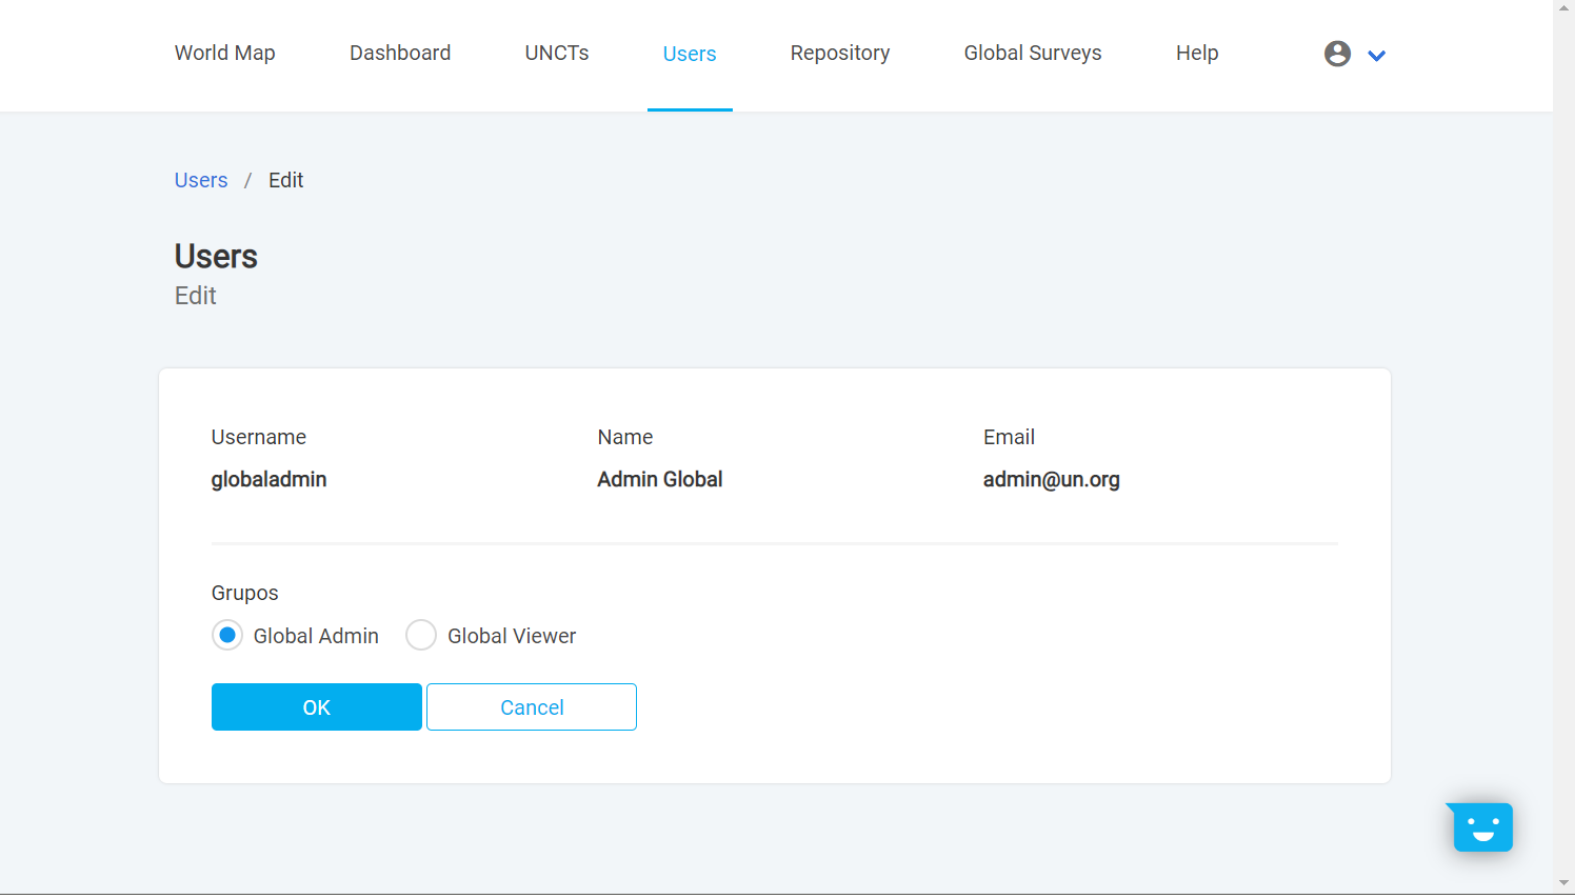 World Map Dashboard UNCTs Users Repository Global Surveys Help
Users / Edit
Users
Edit
Username Name Email
globaladmin Admin Global admin@un.org
Grupos
Global Admin Global Viewer
OK Cancel